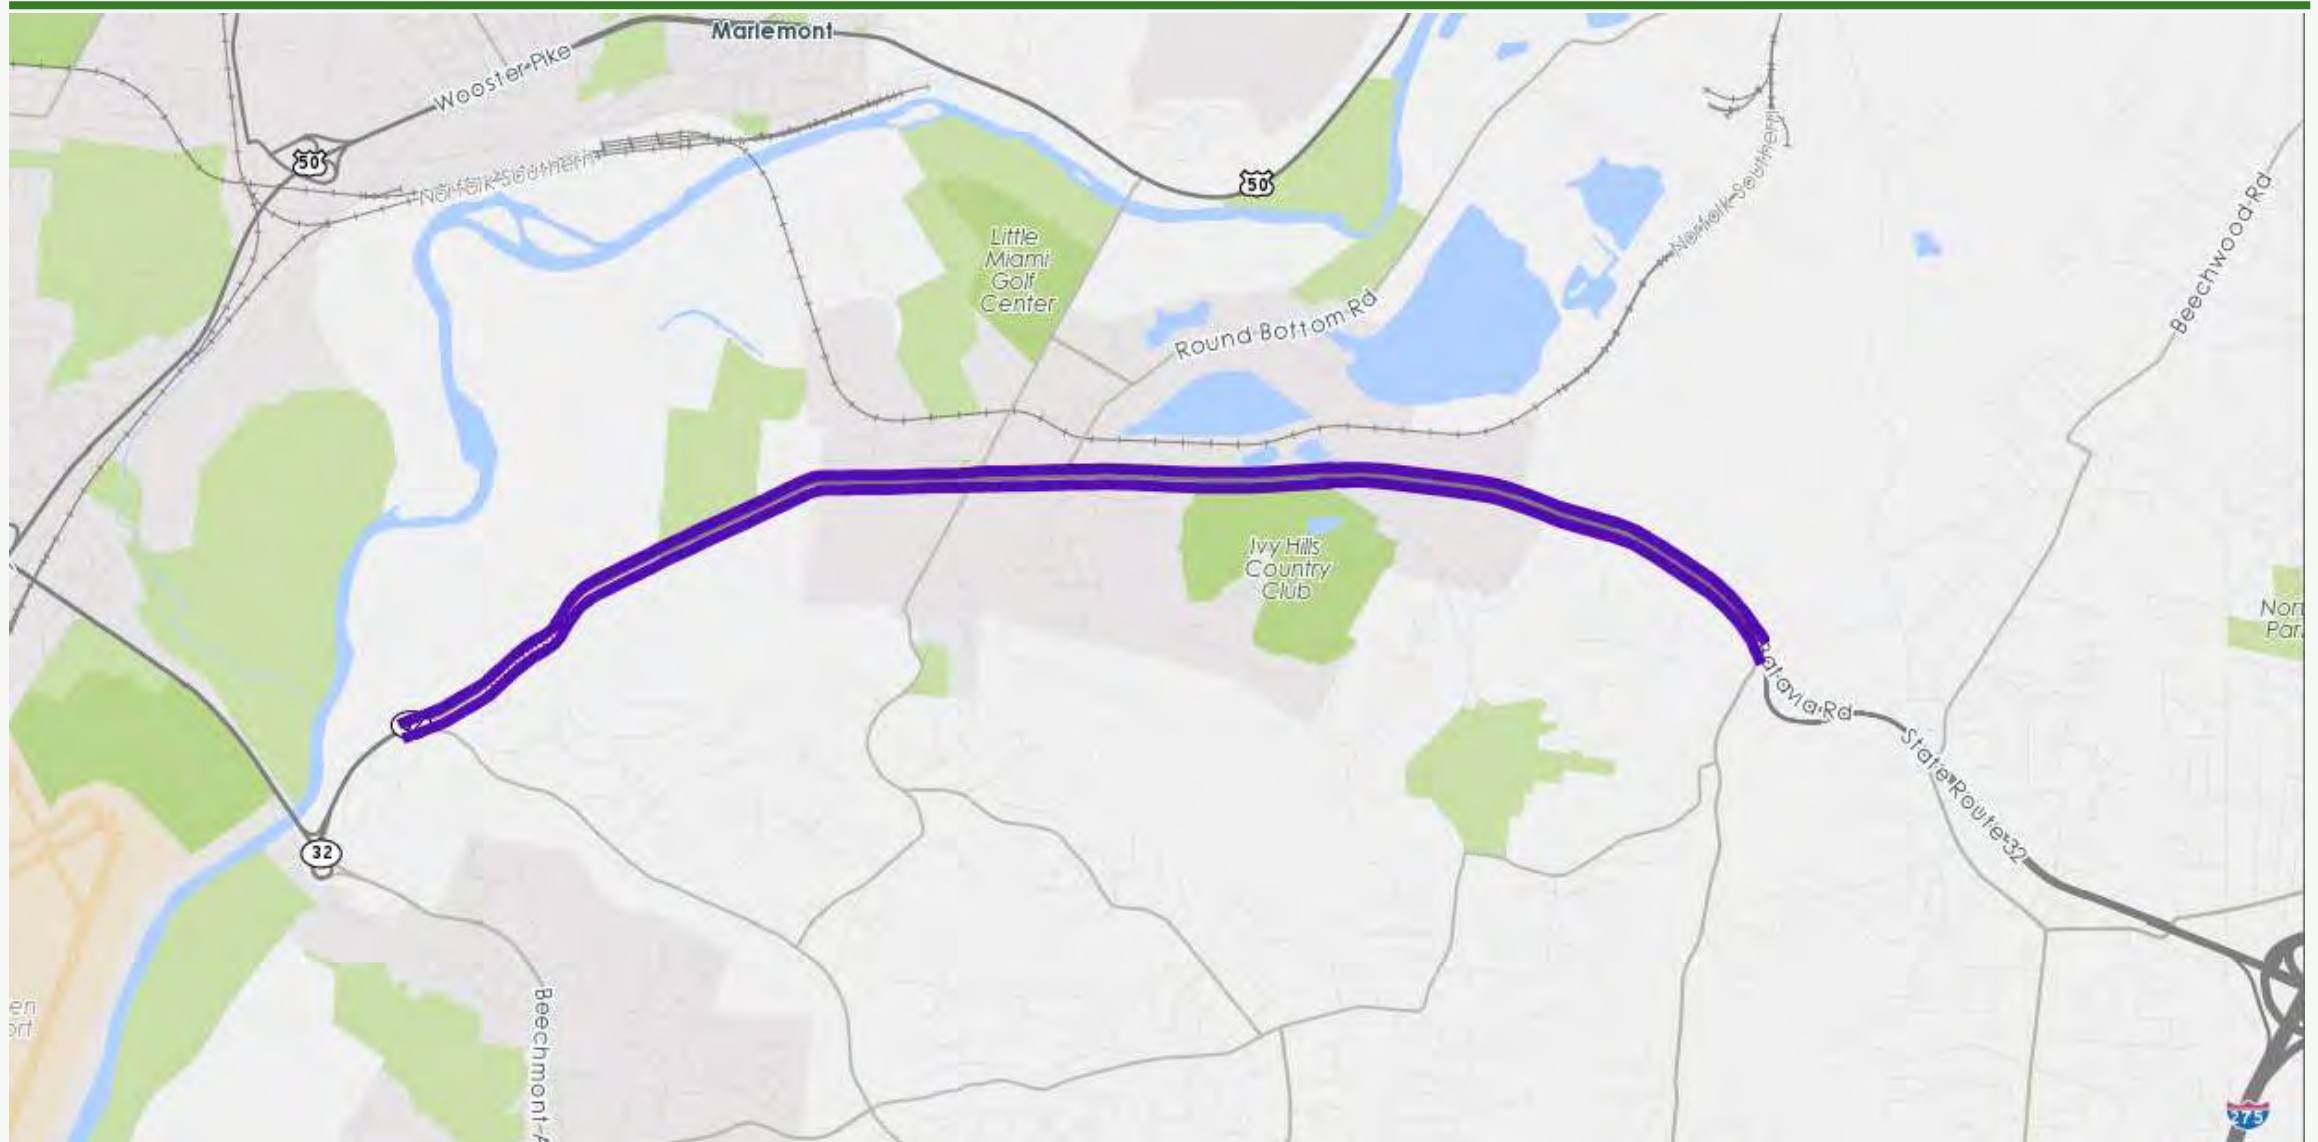 Mariemont
Wooster Pike
50
Norfolk Southern
50
Norfolk Southern
Beechwood Rd
Little
Miami
Golf
Center
Round Bottom Rd
Ivy Hills
Country
Club
Batavia Rd
State Route 32
32
Beechmont
275